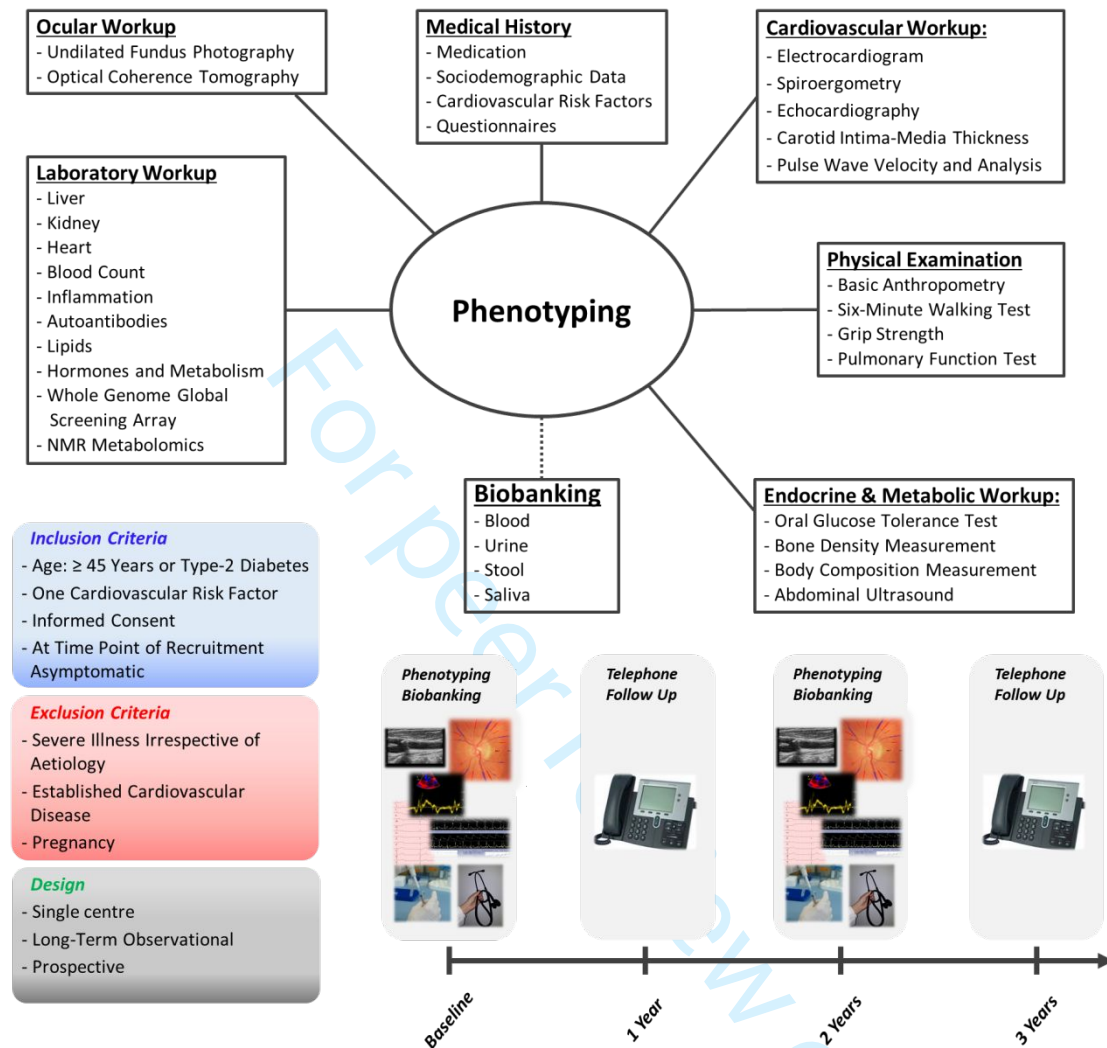 Ocular Workup
- Undilated Fundus Photography
- Optical Coherence Tomography
Medical History
- Medication
- Sociodemographic Data
- Cardiovascular Risk Factors
- Questionnaires
Cardiovascular Workup:
- Electrocardiogram
- Spiroergometry
- Echocardiography
- Carotid Intima-Media Thickness
- Pulse Wave Velocity and Analysis
Laboratory Workup
- Liver
- Kidney
- Heart
- Blood Count
- Inflammation
- Autoantibodies
- Lipids
- Hormones and Metabolism
- Whole Genome Global
Screening Array
- NMR Metabolomics
Phenotyping
Physical Examination
- Basic Anthropometry
- Six-Minute Walking Test
- Grip Strength
- Pulmonary Function Test
Biobanking
- Blood
- Urine
- Stool
- Saliva
Endocrine & Metabolic Workup:
- Oral Glucose Tolerance Test
- Bone Density Measurement
- Body Composition Measurement
- Abdominal Ultrasound
Inclusion Criteria
- Age: ≥ 45 Years or Type-2 Diabetes
- One Cardiovascular Risk Factor
- Informed Consent
- At Time Point of Recruitment
Asymptomatic
Exclusion Criteria
- Severe Illness Irrespective of
Aetiology
- Established Cardiovascular
Disease
- Pregnancy
Design
- Single centre
- Long-Term Observational
- Prospective
Phenotyping
Biobanking
Telephone
Follow Up
Phenotyping
Biobanking
Telephone
Follow Up
Baseline
1 Year
2 Years
3 Years
For peer review